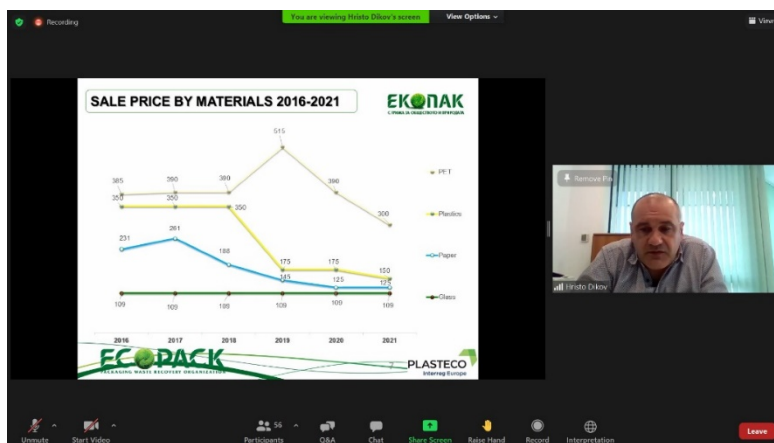 Recording
You are viewing Hristo Dikov's screen
View Options
View
SALE PRICE BY MATERIALS 2016-2021
ЕКОПАК
515
385 390 390 390 300
350 350 350 175 175 150
231 261 188 145 125 125
109 109 109 109 109 109
PET
Plastics
Paper
Glass
2016 2017 2018 2019 2020 2021
ECOPACK
PACKAGING WASTE RECOVERY ORGANIZATION
PLASTECO
Interreg Europe
Hristo Dikov
Unmute
Start Video
56
Participants
Q&A
Chat
Share Screen
Raise Hand
Record
Interpretation
Leave